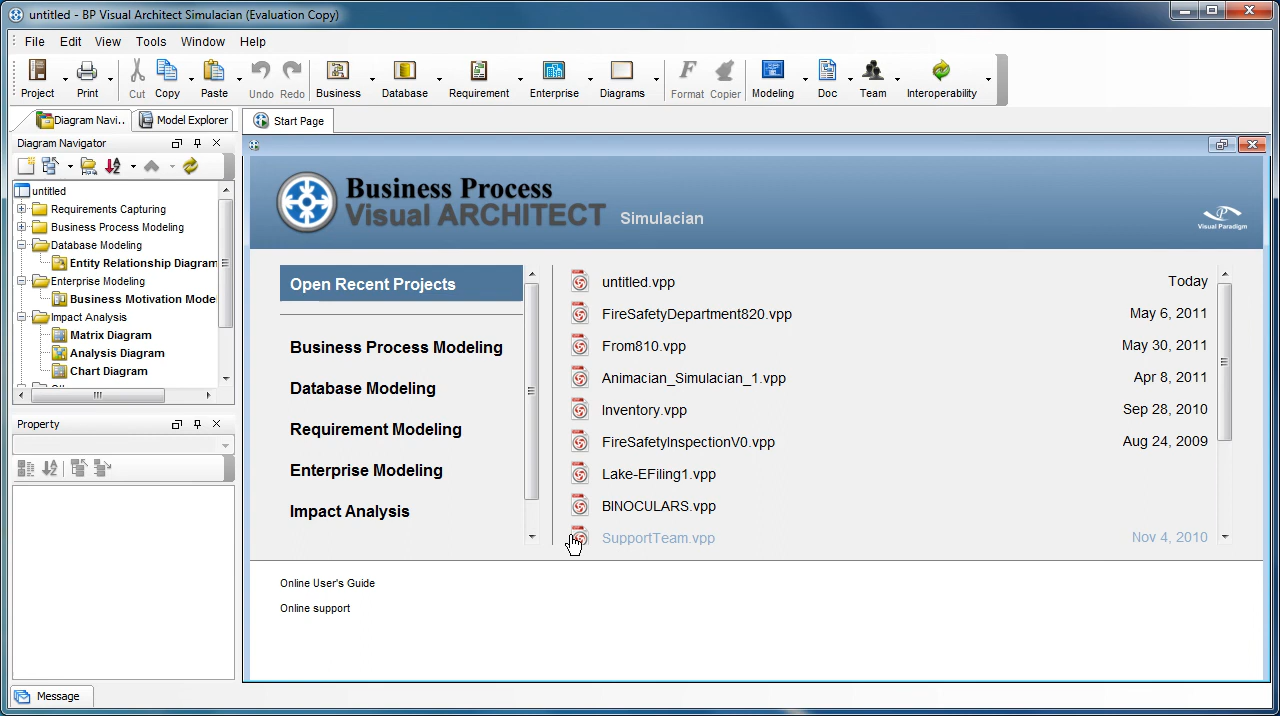 untitled - BP Visual Architect Simulacian (Evaluation Copy)
File Edit View Tools Window Help
Project Print Cut Copy Paste Undo Redo Business Database Requirement Enterprise Diagrams Format Copier Modeling Doc Team Interoperability
Diagram Navi.. Model Explorer Start Page
Diagram Navigator
untitled
Requirements Capturing
Business Process Modeling
Database Modeling
Entity Relationship Diagram
Enterprise Modeling
Business Motivation Mode
Impact Analysis
Matrix Diagram
Analysis Diagram
Chart Diagram
Property
Business Process
Visual ARCHITECT Simulacian
Visual Paradigm
Open Recent Projects
Business Process Modeling
Database Modeling
Requirement Modeling
Enterprise Modeling
Impact Analysis
untitled.vpp Today
FireSafetyDepartment820.vpp May 6, 2011
From810.vpp May 30, 2011
Animacian_Simulacian_1.vpp Apr 8, 2011
Inventory.vpp Sep 28, 2010
FireSafetyInspectionV0.vpp Aug 24, 2009
Lake-EFiling1.vpp
BINOCULARS.vpp
SupportTeam.vpp Nov 4, 2010
Online User's Guide
Online support
Message